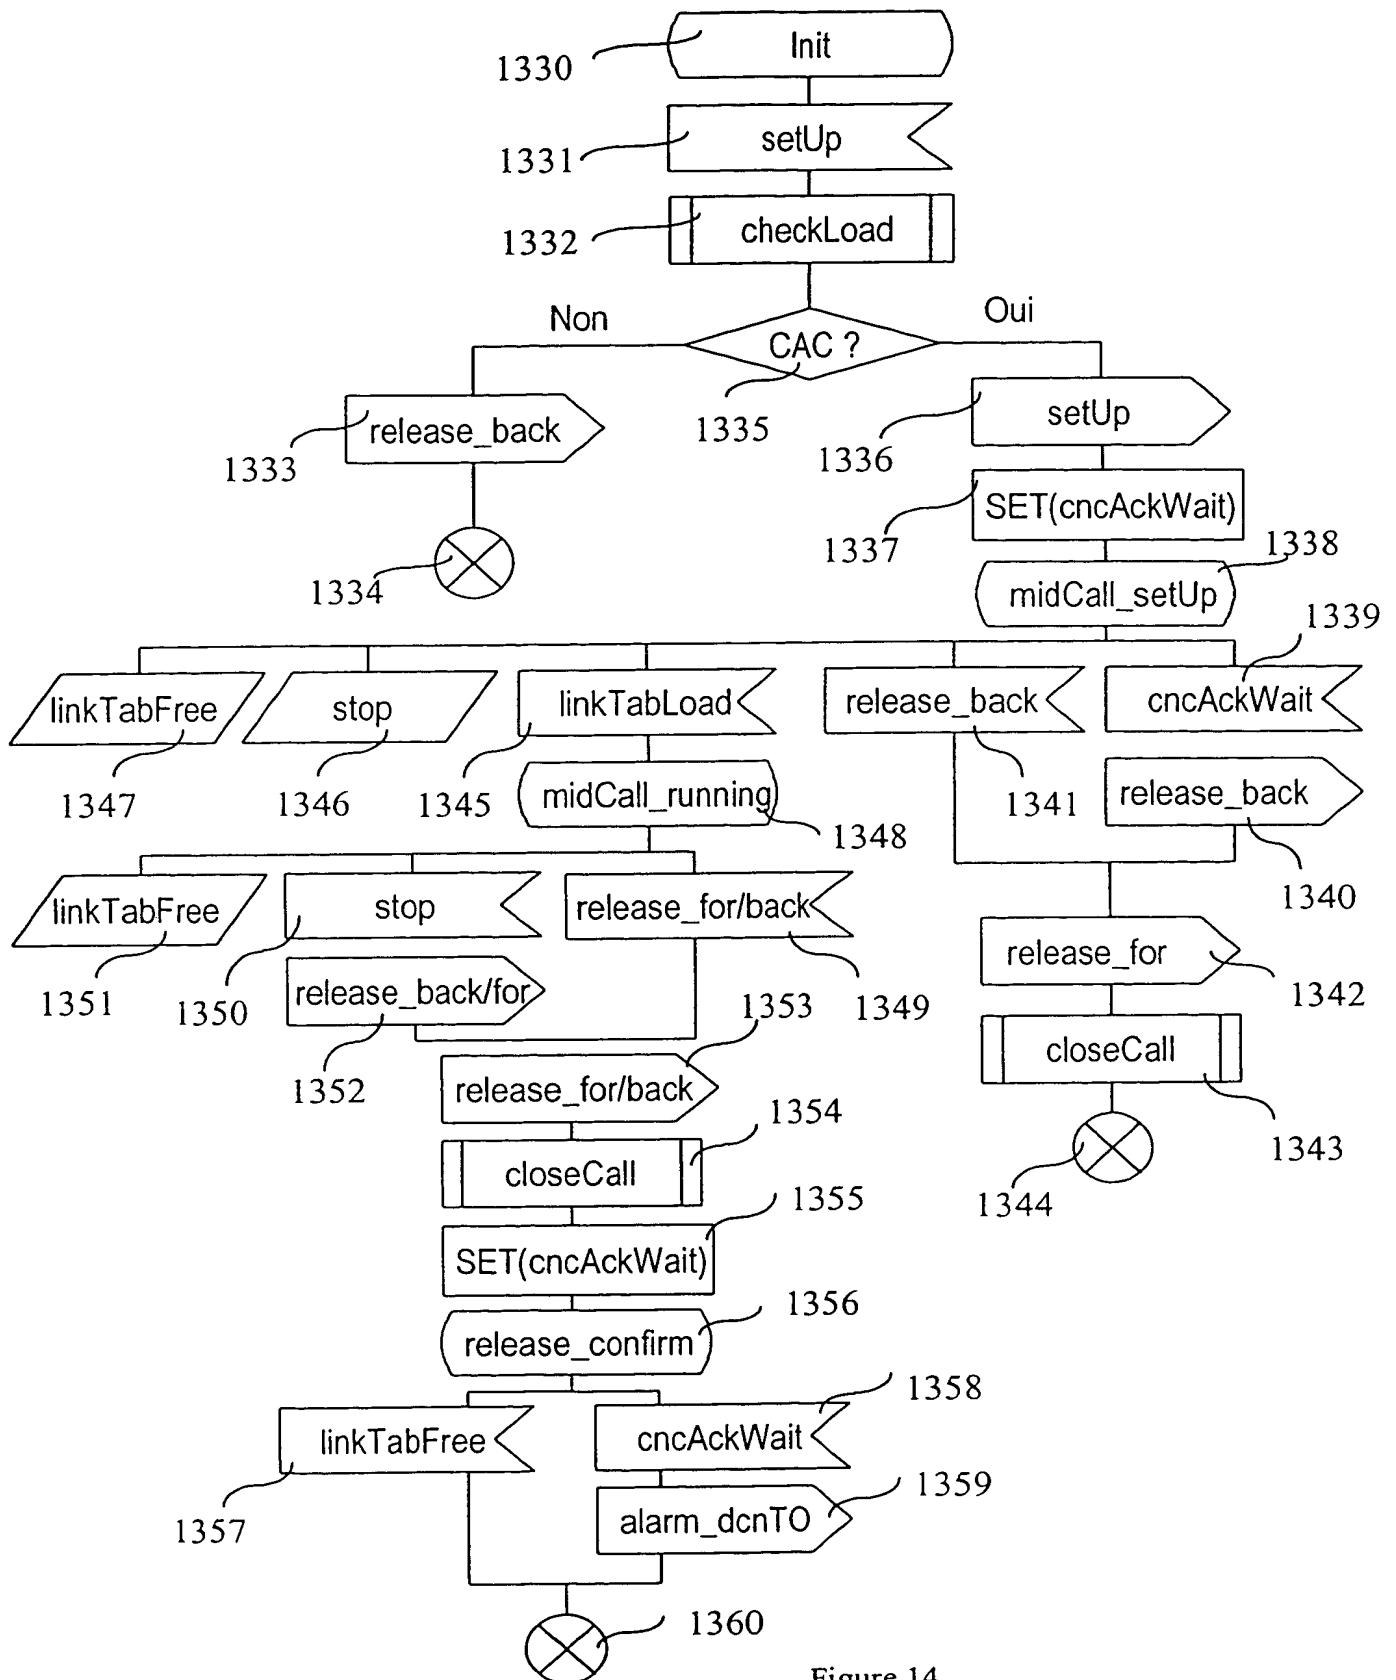 Init
1330
setUp
1331
checkLoad
1332
Non
Oui
CAC ?
1335
release_back
1333
1334
setUp
1336
SET(cncAckWait)
1337
1338
midCall_setUp
1339
linkTabFree
stop
linkTabLoad
release_back
cncAckWait
1347
1346
1345
1341
midCall_running
1348
release_back
1340
linkTabFree
stop
release_for/back
1351
1350
1349
release_back/for
1352
release_for
1342
1353
closeCall
1343
release_for/back
1354
1344
closeCall
1355
SET(cncAckWait)
1356
release_confirm
1358
linkTabFree
cncAckWait
1357
1359
alarm_dcnTO
1360
Figure 14